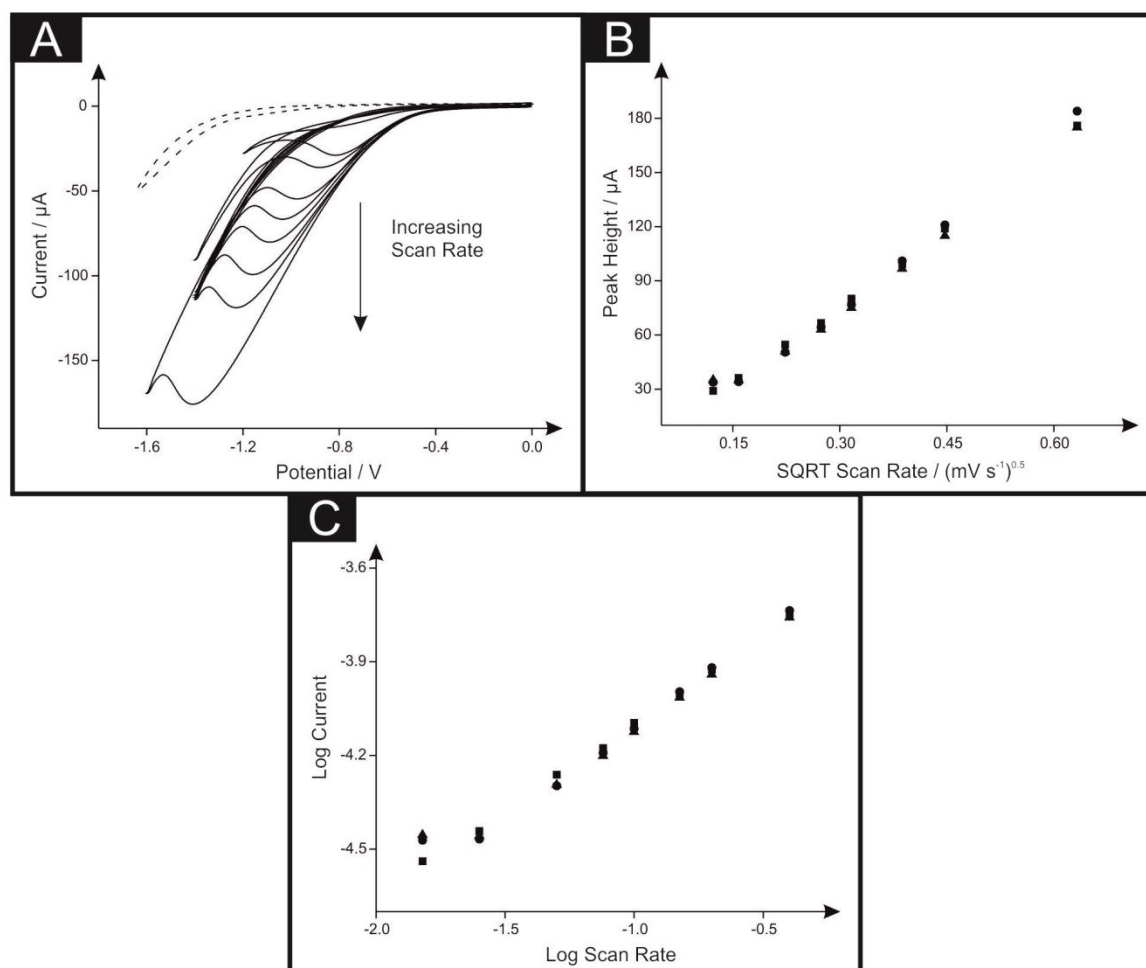 A
0
-50
-100
-150
Current / µA
-1.6
-1.2
-0.8
-0.4
0.0
Potential / V
Increasing
Scan Rate
B
180
150
120
90
60
30
Peak Height / µA
0.15
0.30
0.45
0.60
SQRT Scan Rate / (mV s⁻¹)⁰·⁵
C
-3.6
-3.9
-4.2
-4.5
Log Current
-2.0
-1.5
-1.0
-0.5
Log Scan Rate